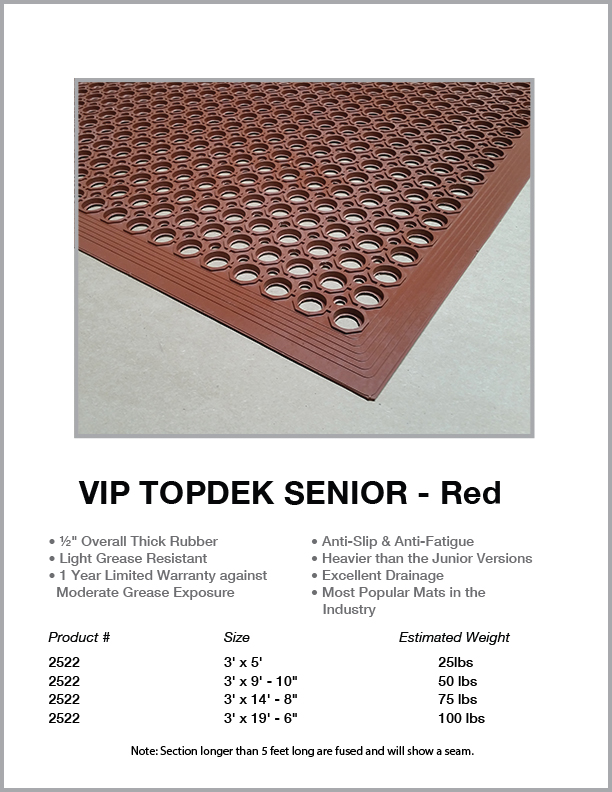 VIP TOPDEK SENIOR - Red
• ½" Overall Thick Rubber
• Light Grease Resistant
• 1 Year Limited Warranty against
Moderate Grease Exposure
• Anti-Slip & Anti-Fatigue
• Heavier than the Junior Versions
• Excellent Drainage
• Most Popular Mats in the
Industry
Product # Size Estimated Weight
2522 3' x 5' 25lbs
2522 3' x 9' - 10" 50 lbs
2522 3' x 14' - 8" 75 lbs
2522 3' x 19' - 6" 100 lbs
Note: Section longer than 5 feet long are fused and will show a seam.